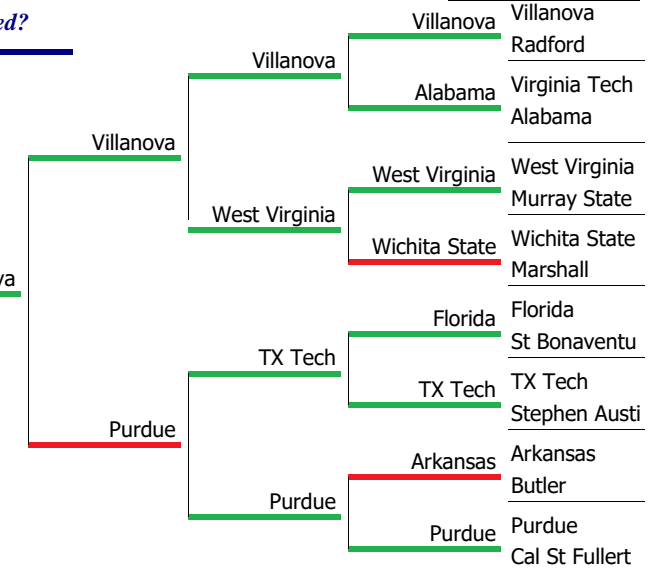 ed?
Villanova
Villanova
Radford
Villanova
Alabama
Virginia Tech
Alabama
Villanova
West Virginia
West Virginia
Murray State
West Virginia
Wichita State
Wichita State
Marshall
va
Florida
Florida
St Bonaventu
TX Tech
TX Tech
TX Tech
Stephen Austi
Purdue
Arkansas
Arkansas
Butler
Purdue
Purdue
Purdue
Cal St Fullert